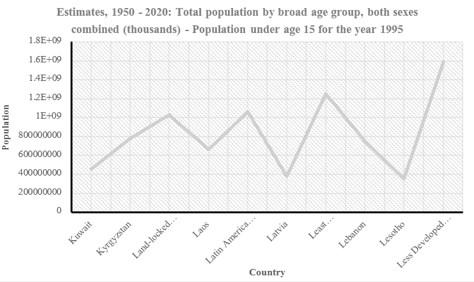 Estimates, 1950 - 2020: Total population by broad age group, both sexes
combined (thousands) - Population under age 15 for the year 1995
Population
1.8E+09
1.6E+09
1.4E+09
1.2E+09
1E+09
800000000
600000000
400000000
200000000
0
Kuwait
Kyrgyzstan
Land-locked...
Laos
Latin America...
Latvia
Least...
Lebanon
Lesotho
Less Developed...
Country